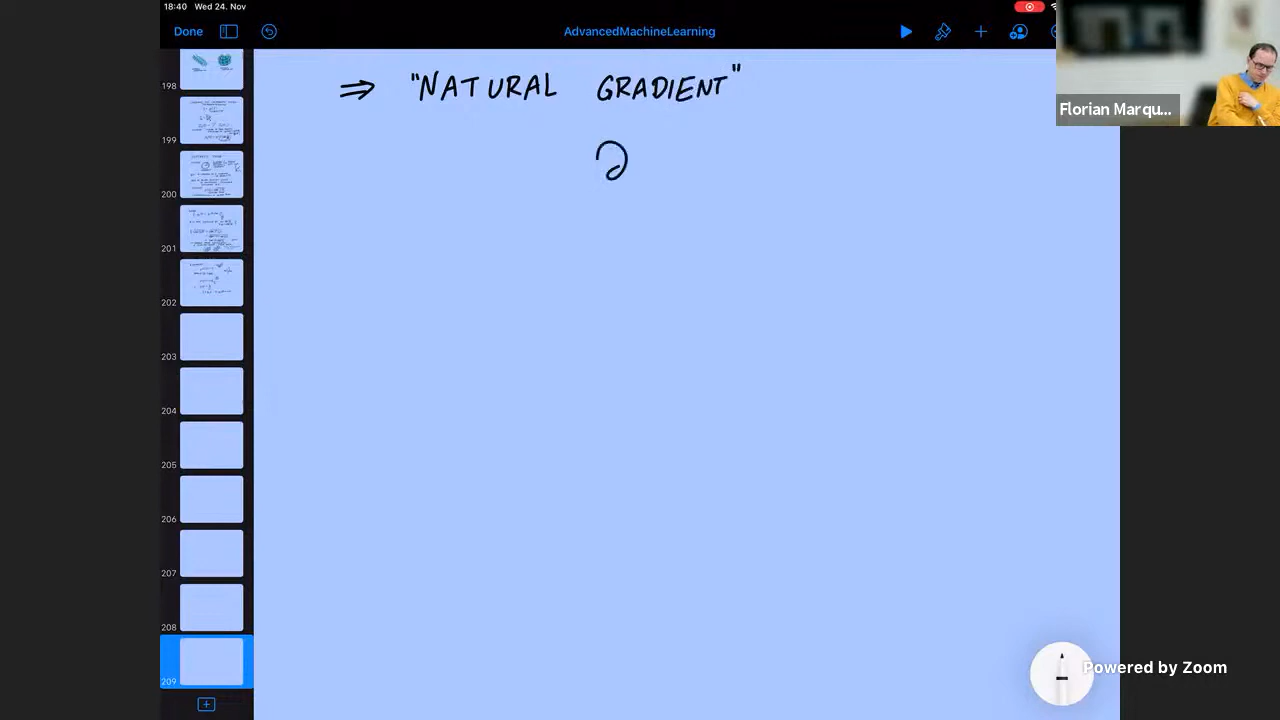 18:40 Wed 24. Nov
Done
AdvancedMachineLearning
Florian Marqu...
⇒ "NATURAL GRADIENT"
∂
198
199
200
201
202
203
204
205
206
207
208
209
Powered by Zoom